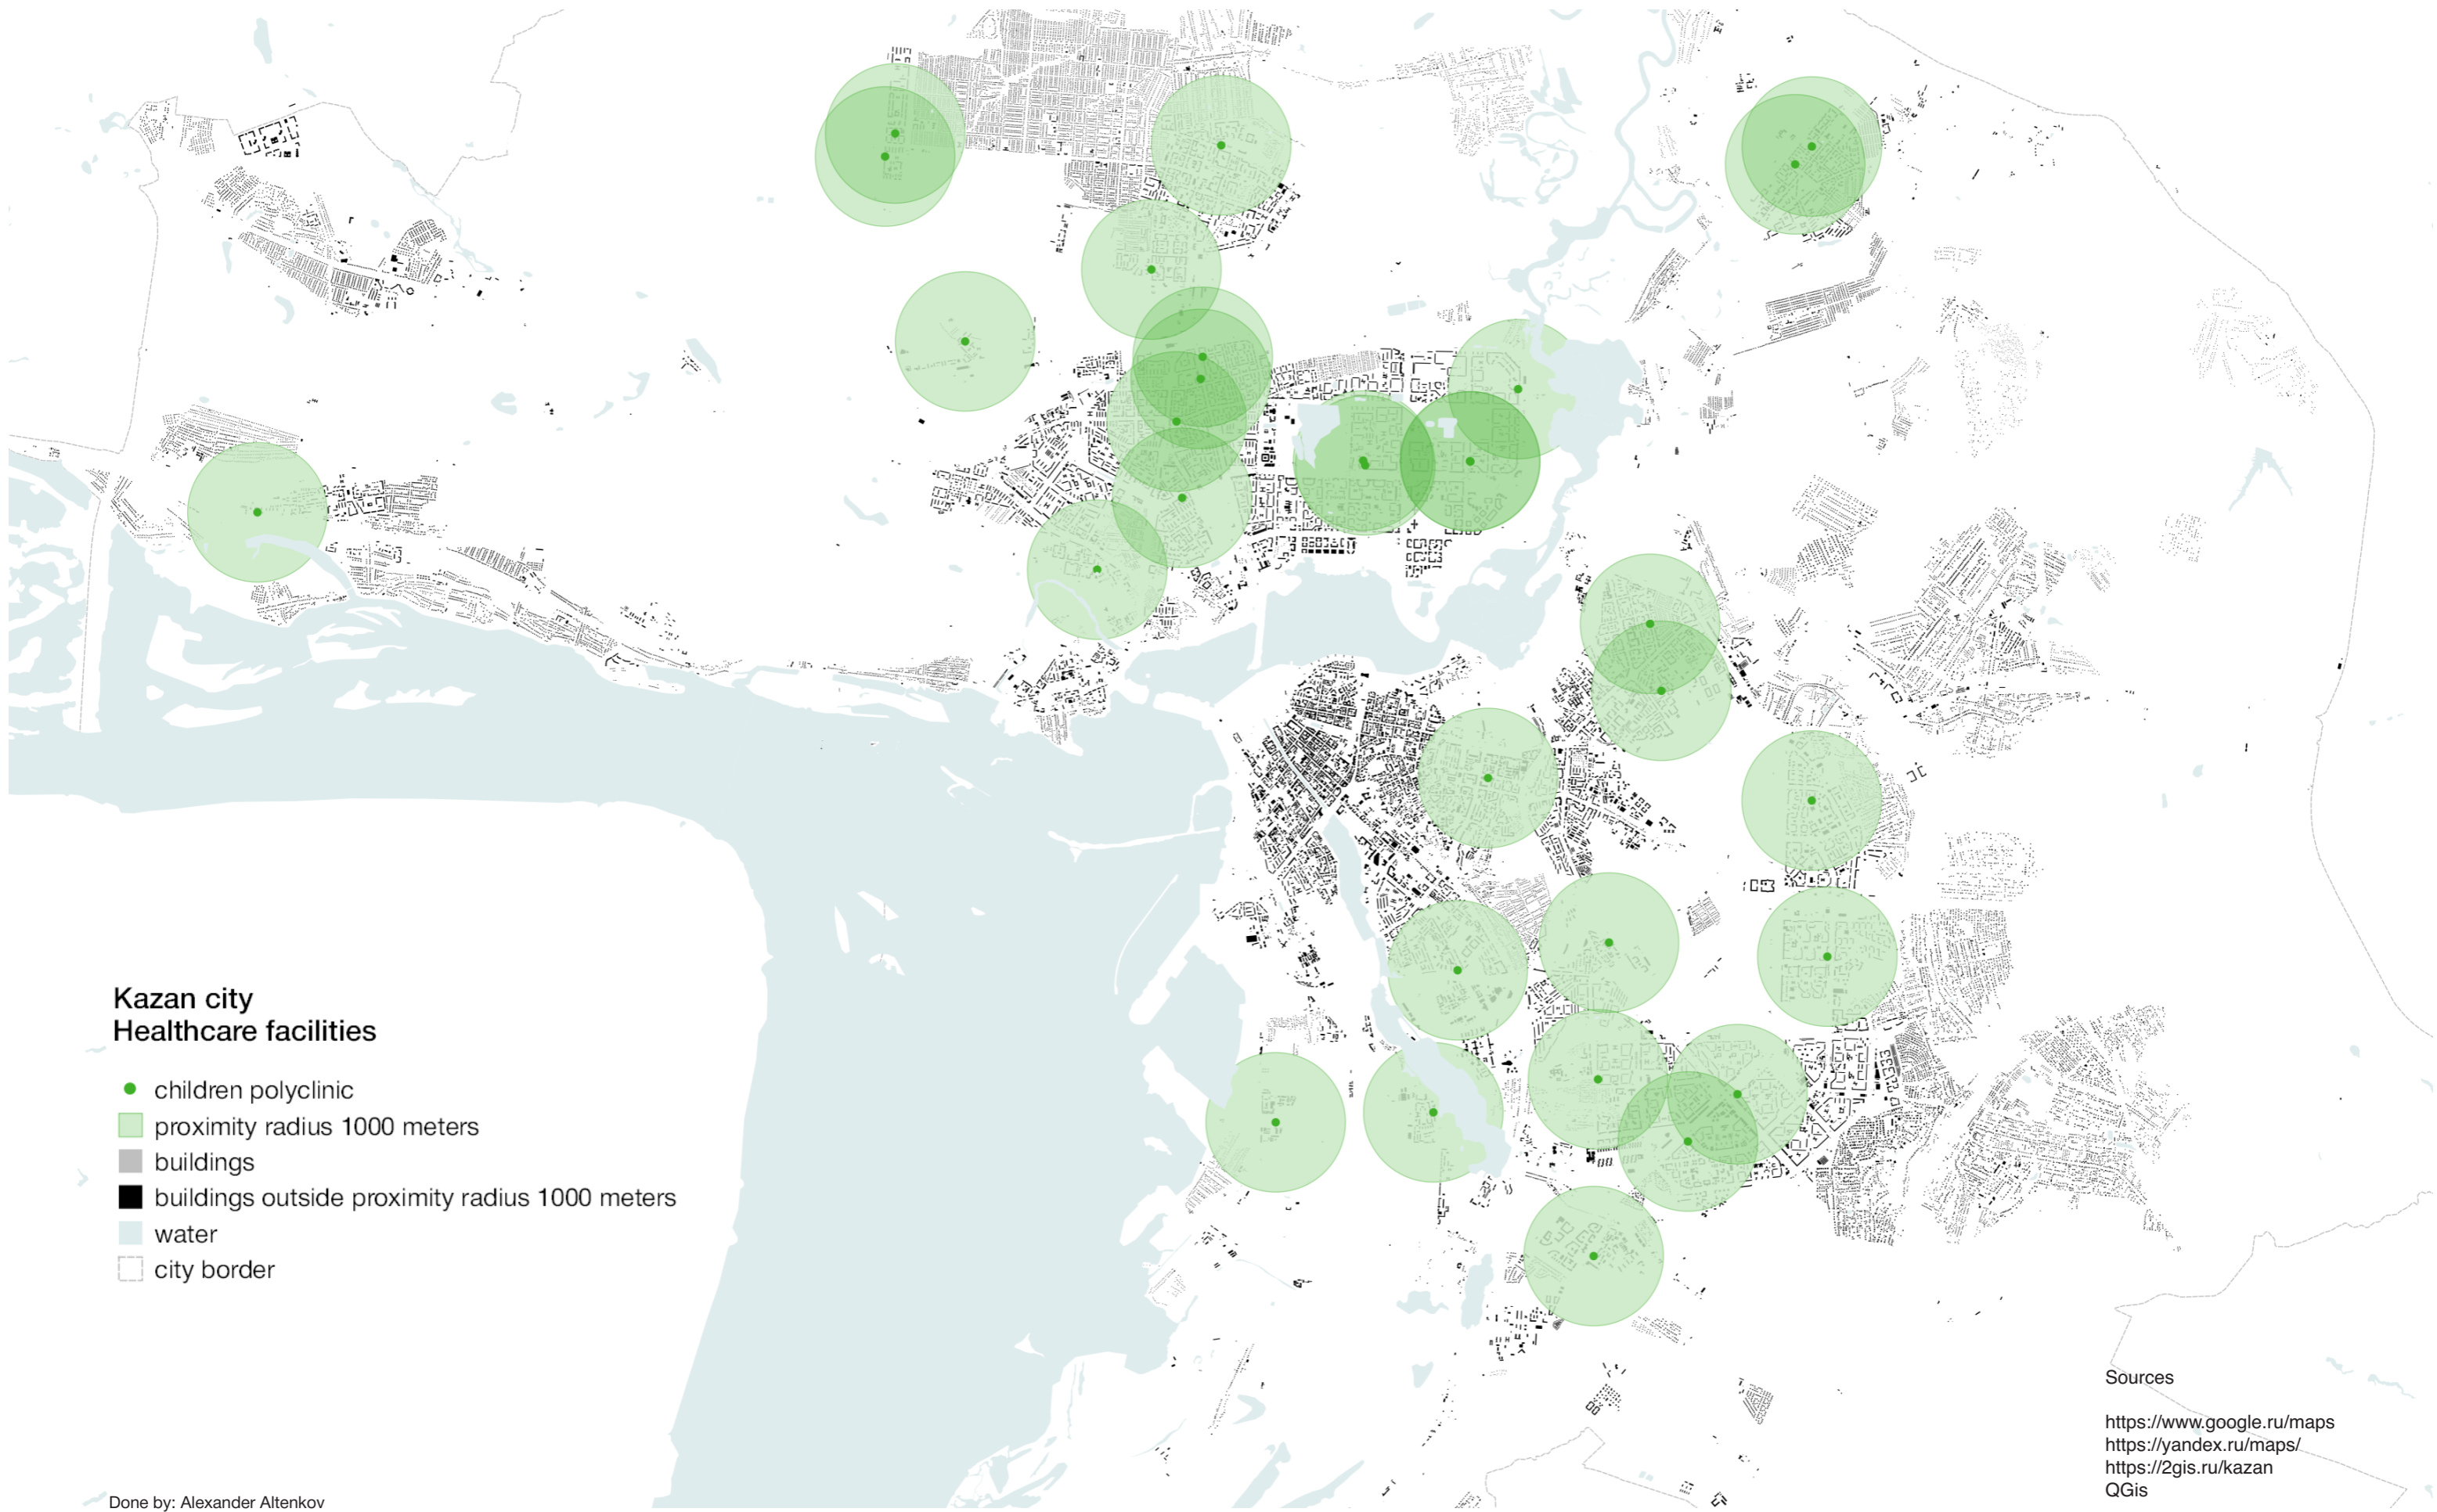 Kazan city
Healthcare facilities
children polyclinic
proximity radius 1000 meters
buildings
buildings outside proximity radius 1000 meters
water
city border
Sources
https://www.google.ru/maps
https://yandex.ru/maps/
https://2gis.ru/kazan
QGis
Done by: Alexander Altenkov